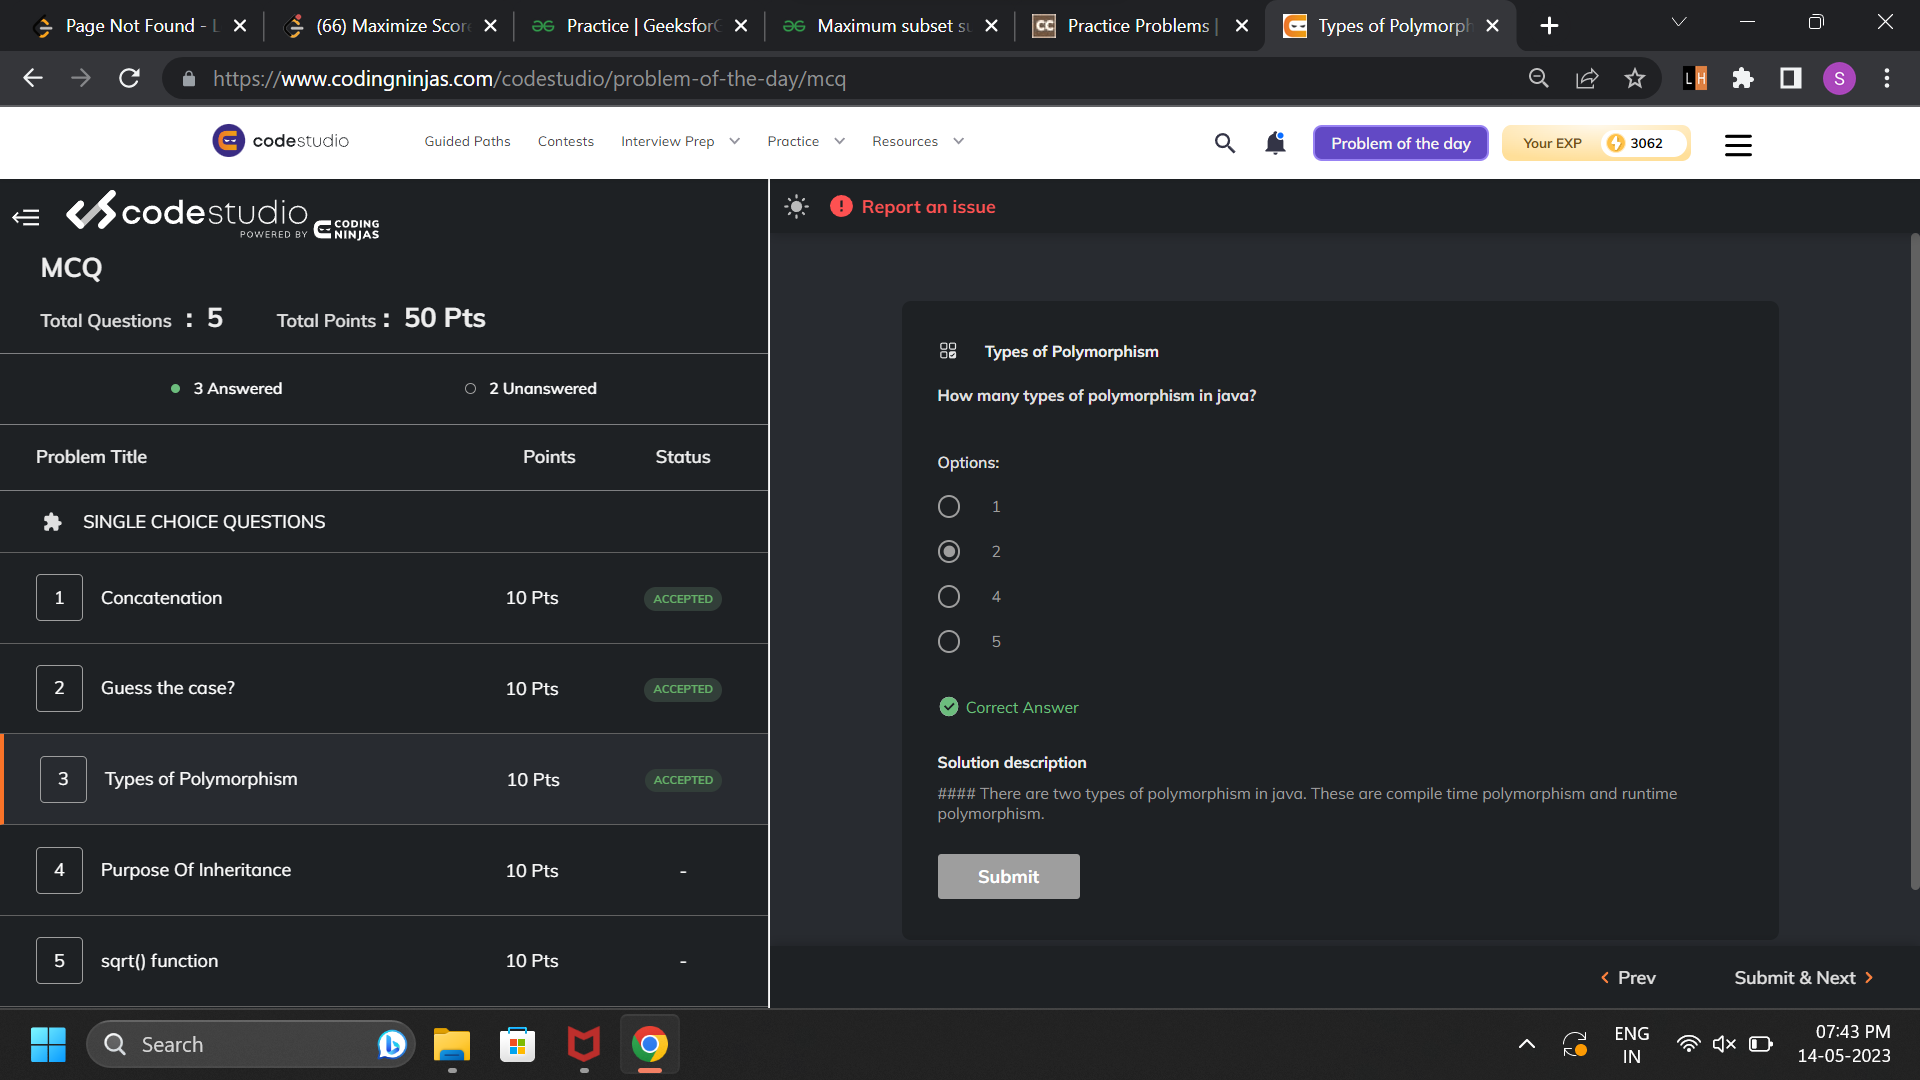 Page Not Found - L
(66) Maximize Score
Practice | GeeksforG
Maximum subset su
CC Practice Problems |
Types of Polymorph
https://www.codingninjas.com/codestudio/problem-of-the-day/mcq
LH
S
codestudio
Guided Paths
Contests
Interview Prep
Practice
Resources
Problem of the day
Your EXP 3062
codestudio
POWERED BY CODING NINJAS
Report an issue
MCQ
Total Questions : 5 Total Points : 50 Pts
3 Answered 2 Unanswered
Problem Title Points Status
SINGLE CHOICE QUESTIONS
1 Concatenation 10 Pts ACCEPTED
2 Guess the case? 10 Pts ACCEPTED
3 Types of Polymorphism 10 Pts ACCEPTED
4 Purpose Of Inheritance 10 Pts -
5 sqrt() function 10 Pts -
Types of Polymorphism
How many types of polymorphism in java?
Options:
1
2
4
5
Correct Answer
Solution description
#### There are two types of polymorphism in java. These are compile time polymorphism and runtime
polymorphism.
Submit
Prev
Submit & Next
Search
ENG
IN
07:43 PM
14-05-2023